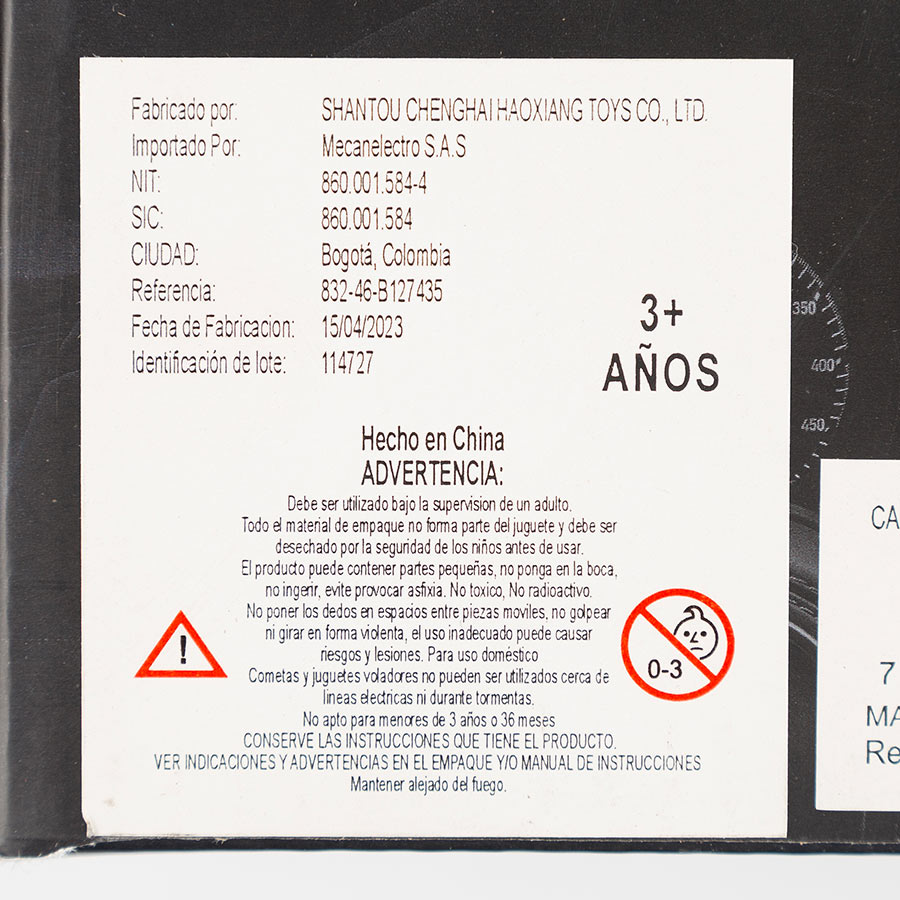 Fabricado por: SHANTOU CHENGHAI HAOXIANG TOYS CO., LTD.
Importado Por: Mecanelectro S.A.S
NIT: 860.001.584-4
SIC: 860.001.584
CIUDAD: Bogotá, Colombia
Referencia: 832-46-B127435
Fecha de Fabricacion: 15/04/2023
Identificación de lote: 114727
3+
AÑOS
Hecho en China
ADVERTENCIA:
Debe ser utilizado bajo la supervision de un adulto.
Todo el material de empaque no forma parte del juguete y debe ser
desechado por la seguridad de los niños antes de usar.
El producto puede contener partes pequeñas, no ponga en la boca,
no ingerir, evite provocar asfixia. No toxico, No radioactivo.
No poner los dedos en espacios entre piezas moviles, no golpear
ni girar en forma violenta, el uso inadecuado puede causar
riesgos y lesiones. Para uso doméstico
Cometas y juguetes voladores no pueden ser utilizados cerca de
lineas electricas ni durante tormentas.
No apto para menores de 3 años o 36 meses
CONSERVE LAS INSTRUCCIONES QUE TIENE EL PRODUCTO.
VER INDICACIONES Y ADVERTENCIAS EN EL EMPAQUE Y/O MANUAL DE INSTRUCCIONES
Mantener alejado del fuego.
!
0-3
350
400
450
CA
7
MA
Re